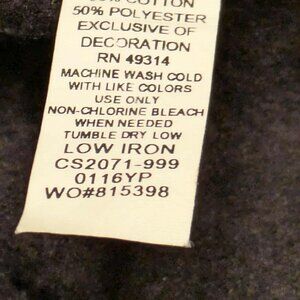 50% COTTON
50% POLYESTER
EXCLUSIVE OF
DECORATION
RN 49314
MACHINE WASH COLD
WITH LIKE COLORS
USE ONLY
NON-CHLORINE BLEACH
WHEN NEEDED
TUMBLE DRY LOW
LOW IRON
CS2071-999
0116YP
WO#815398